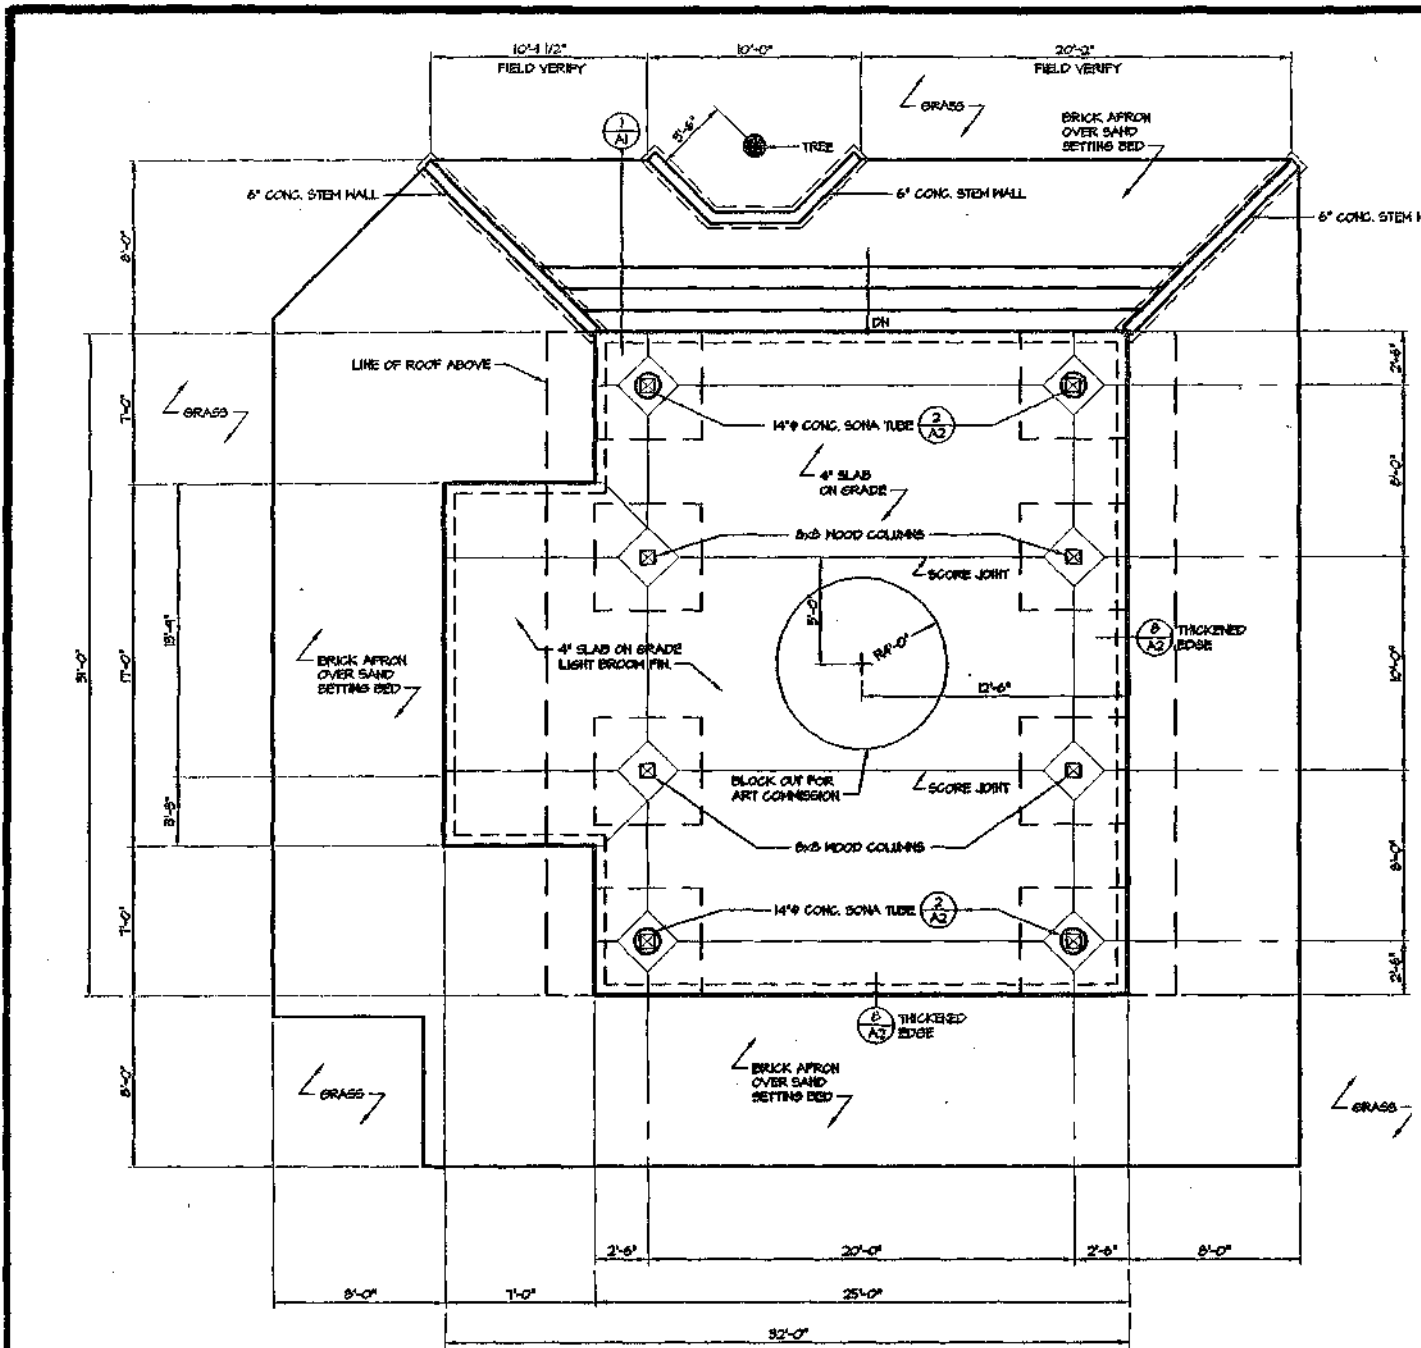 10'-1 1/2"
FIELD VERIFY
10'-0"
20'-2"
FIELD VERIFY
GRASS
BRICK APRON
OVER SAND
SETTING BED
1
A1
5'-6"
TREE
6" CONC. STEM WALL
6" CONC. STEM WALL
6" CONC. STEM
8'-0"
DN
LINE OF ROOF ABOVE
2'-6"
GRASS
7'-0"
14"φ CONC. SONA TUBE
2
A2
4" SLAB
ON GRADE
8'-0"
8x8 WOOD COLUMNS
SCORE JOINT
5'-0"
R4'-0"
8
A2
THICKENED
EDGE
4" SLAB ON GRADE
LIGHT BROOM FIN.
BRICK APRON
OVER SAND
SETTING BED
31'-0"
17'-0"
13'-9"
12'-6"
10'-0"
BLOCK OUT FOR
ART COMMISSION
SCORE JOINT
8x8 WOOD COLUMNS
8'-0"
7'-0"
14"φ CONC. SONA TUBE
2
A2
2'-6"
8
A2
THICKENED
EDGE
BRICK APRON
OVER SAND
SETTING BED
8'-0"
GRASS
GRASS
2'-6"
20'-0"
2'-6"
8'-0"
8'-0"
7'-0"
25'-0"
32'-0"